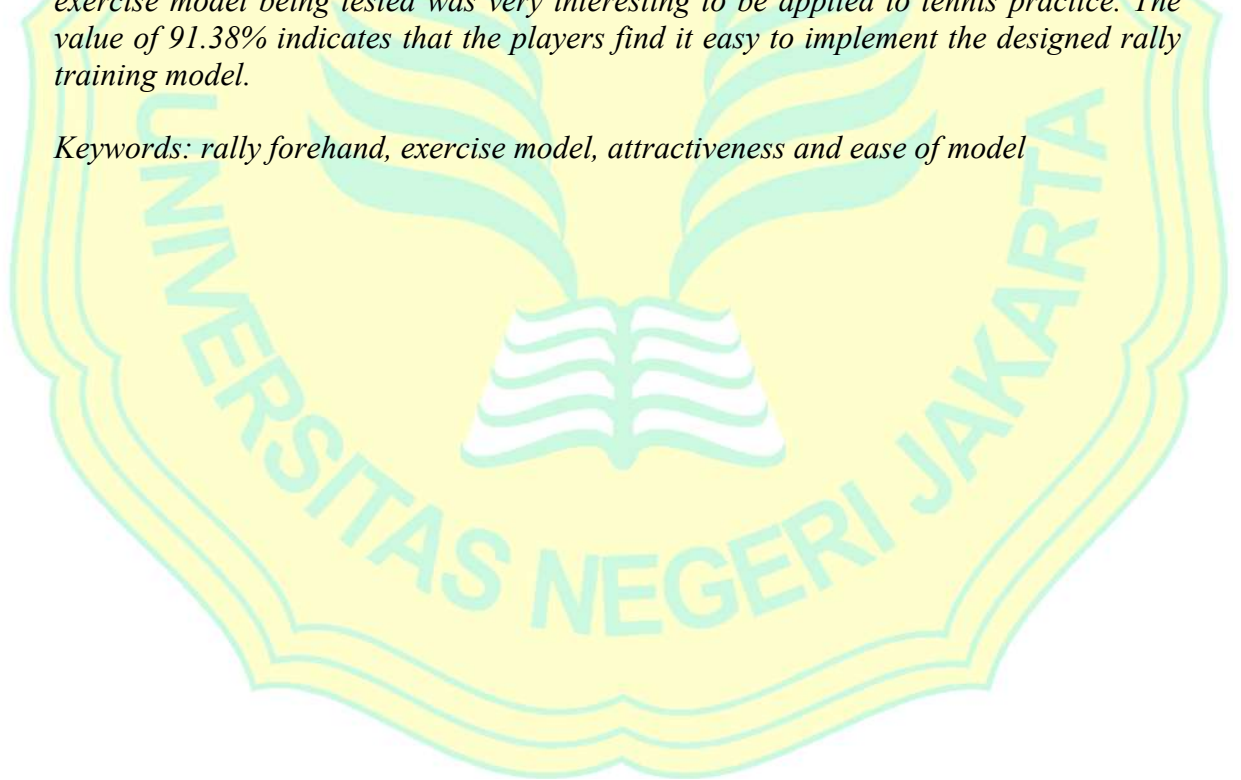 exercise model being tested was very interesting to be applied to tennis practice. The
value of 91.38% indicates that the players find it easy to implement the designed rally
training model.
Keywords: rally forehand, exercise model, attractiveness and ease of model
UNIVERSITAS NEGERI JAKARTA